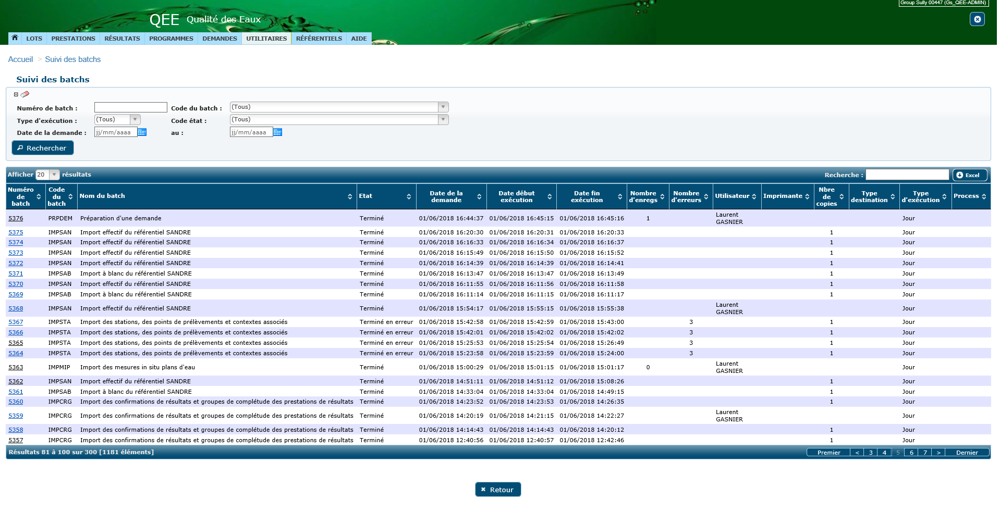 Group Sully 00447 (Gs_QEE-ADMIN)
QEE Qualité des Eaux
LOTS PRESTATIONS RÉSULTATS PROGRAMMES DEMANDES UTILITAIRES RÉFÉRENTIELS AIDE
Accueil > Suivi des batchs
Suivi des batchs
Numéro de batch : Code du batch : (Tous)
Type d'exécution : (Tous) Code état : (Tous)
Date de la demande : jj/mm/aaaa au : jj/mm/aaaa
Rechercher
Afficher 20 résultats Recherche : Excel
Numéro de batch Code du batch Nom du batch Etat Date de la demande Date début exécution Date fin exécution Nombre d'enregs Nombre d'erreurs Utilisateur Imprimante Nbre de copies Type destination Type d'exécution Process
5376 PRPDEM Préparation d'une demande Terminé 01/06/2018 16:44:37 01/06/2018 16:45:15 01/06/2018 16:45:16 1 Laurent GASNIER Jour
5375 IMPSAN Import effectif du référentiel SANDRE Terminé 01/06/2018 16:20:30 01/06/2018 16:20:31 01/06/2018 16:20:33 1 Jour
5374 IMPSAN Import effectif du référentiel SANDRE Terminé 01/06/2018 16:16:33 01/06/2018 16:16:34 01/06/2018 16:16:37 1 Jour
5373 IMPSAN Import effectif du référentiel SANDRE Terminé 01/06/2018 16:15:49 01/06/2018 16:15:50 01/06/2018 16:15:52 1 Jour
5372 IMPSAN Import effectif du référentiel SANDRE Terminé 01/06/2018 16:14:39 01/06/2018 16:14:39 01/06/2018 16:14:41 1 Jour
5371 IMPSAB Import à blanc du référentiel SANDRE Terminé 01/06/2018 16:13:47 01/06/2018 16:13:47 01/06/2018 16:13:49 1 Jour
5370 IMPSAN Import effectif du référentiel SANDRE Terminé 01/06/2018 16:11:55 01/06/2018 16:11:56 01/06/2018 16:11:58 1 Jour
5369 IMPSAB Import à blanc du référentiel SANDRE Terminé 01/06/2018 16:11:14 01/06/2018 16:11:15 01/06/2018 16:11:17 1 Jour
5368 IMPSAN Import effectif du référentiel SANDRE Terminé 01/06/2018 15:54:17 01/06/2018 15:55:15 01/06/2018 15:55:38 Laurent GASNIER Jour
5367 IMPSTA Import des stations, des points de prélèvements et contextes associés Terminé en erreur 01/06/2018 15:42:58 01/06/2018 15:42:59 01/06/2018 15:43:00 3 1 Jour
5366 IMPSTA Import des stations, des points de prélèvements et contextes associés Terminé en erreur 01/06/2018 15:42:01 01/06/2018 15:42:02 01/06/2018 15:42:02 3 1 Jour
5365 IMPSTA Import des stations, des points de prélèvements et contextes associés Terminé en erreur 01/06/2018 15:25:53 01/06/2018 15:25:54 01/06/2018 15:26:49 3 1 Jour
5364 IMPSTA Import des stations, des points de prélèvements et contextes associés Terminé en erreur 01/06/2018 15:23:58 01/06/2018 15:23:59 01/06/2018 15:24:00 3 1 Jour
5363 IMPMIP Import des mesures in situ plans d'eau Terminé 01/06/2018 15:00:29 01/06/2018 15:01:15 01/06/2018 15:01:17 0 Laurent GASNIER Jour
5362 IMPSAN Import effectif du référentiel SANDRE Terminé 01/06/2018 14:51:11 01/06/2018 14:51:12 01/06/2018 15:08:26 1 Jour
5361 IMPSAB Import à blanc du référentiel SANDRE Terminé 01/06/2018 14:33:04 01/06/2018 14:33:04 01/06/2018 14:49:15 1 Jour
5360 IMPCRG Import des confirmations de résultats et groupes de complétude des prestations de résultats Terminé 01/06/2018 14:23:52 01/06/2018 14:23:53 01/06/2018 14:26:35 1 Jour
5359 IMPCRG Import des confirmations de résultats et groupes de complétude des prestations de résultats Terminé 01/06/2018 14:20:19 01/06/2018 14:21:15 01/06/2018 14:22:27 Laurent GASNIER Jour
5358 IMPCRG Import des confirmations de résultats et groupes de complétude des prestations de résultats Terminé 01/06/2018 14:14:43 01/06/2018 14:14:43 01/06/2018 14:20:12 1 Jour
5357 IMPCRG Import des confirmations de résultats et groupes de complétude des prestations de résultats Terminé 01/06/2018 12:40:56 01/06/2018 12:40:57 01/06/2018 12:42:46 1 Jour
Résultats 81 à 100 sur 300 [1181 éléments] Premier < 3 4 5 6 7 > Dernier
Retour